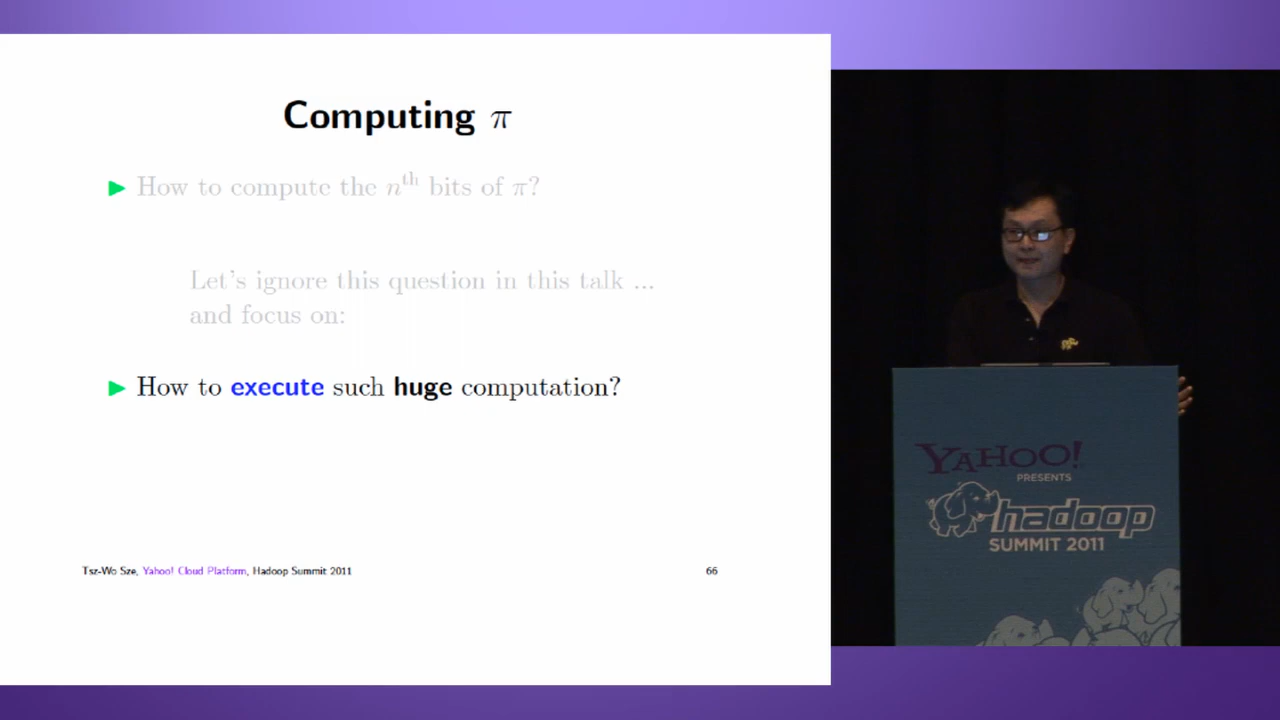 Computing π
How to compute the nth bits of π?
Let's ignore this question in this talk ...
and focus on:
How to execute such huge computation?
Tsz-Wo Sze, Yahoo! Cloud Platform, Hadoop Summit 2011
66
YAHOO!
PRESENTS
hadoop
SUMMIT 2011